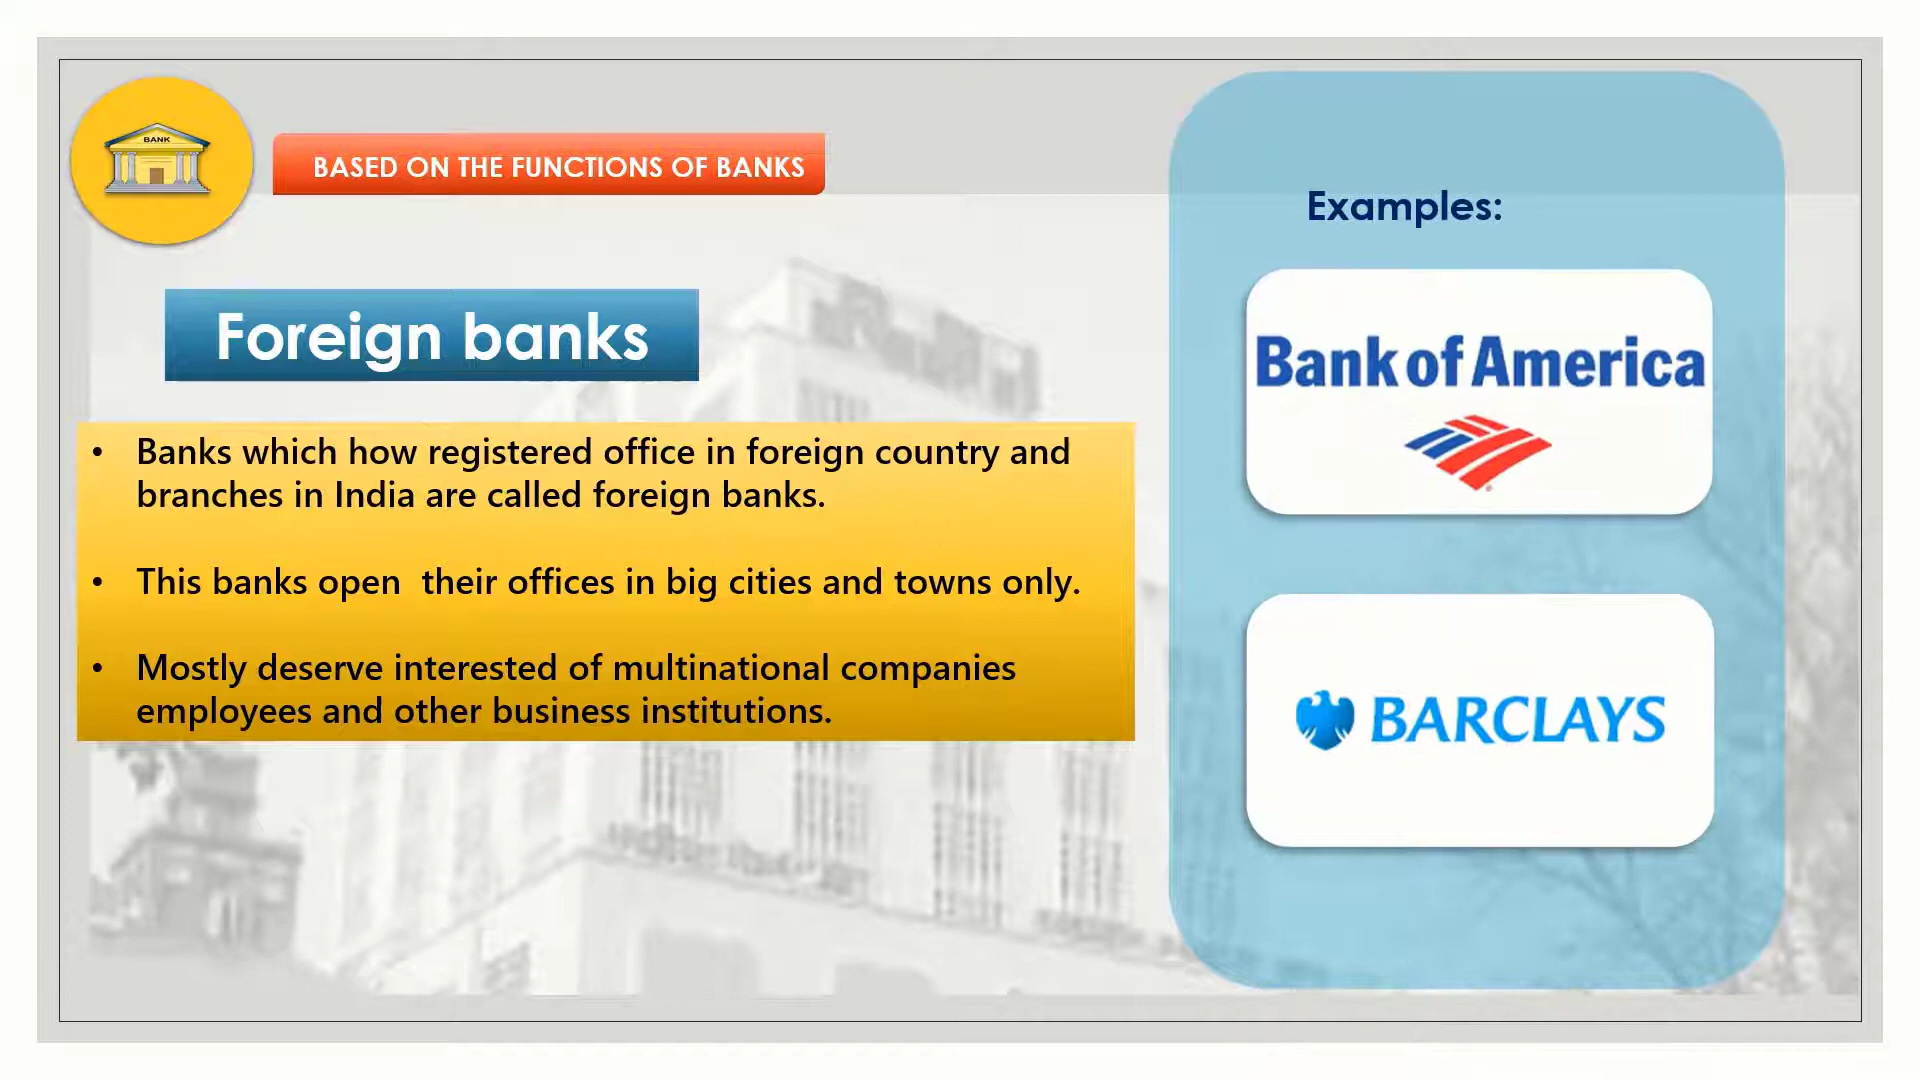 BANK
BASED ON THE FUNCTIONS OF BANKS
Foreign banks
• Banks which how registered office in foreign country and
branches in India are called foreign banks.
• This banks open  their offices in big cities and towns only.
• Mostly deserve interested of multinational companies
employees and other business institutions.
Examples:
Bank of America
BARCLAYS